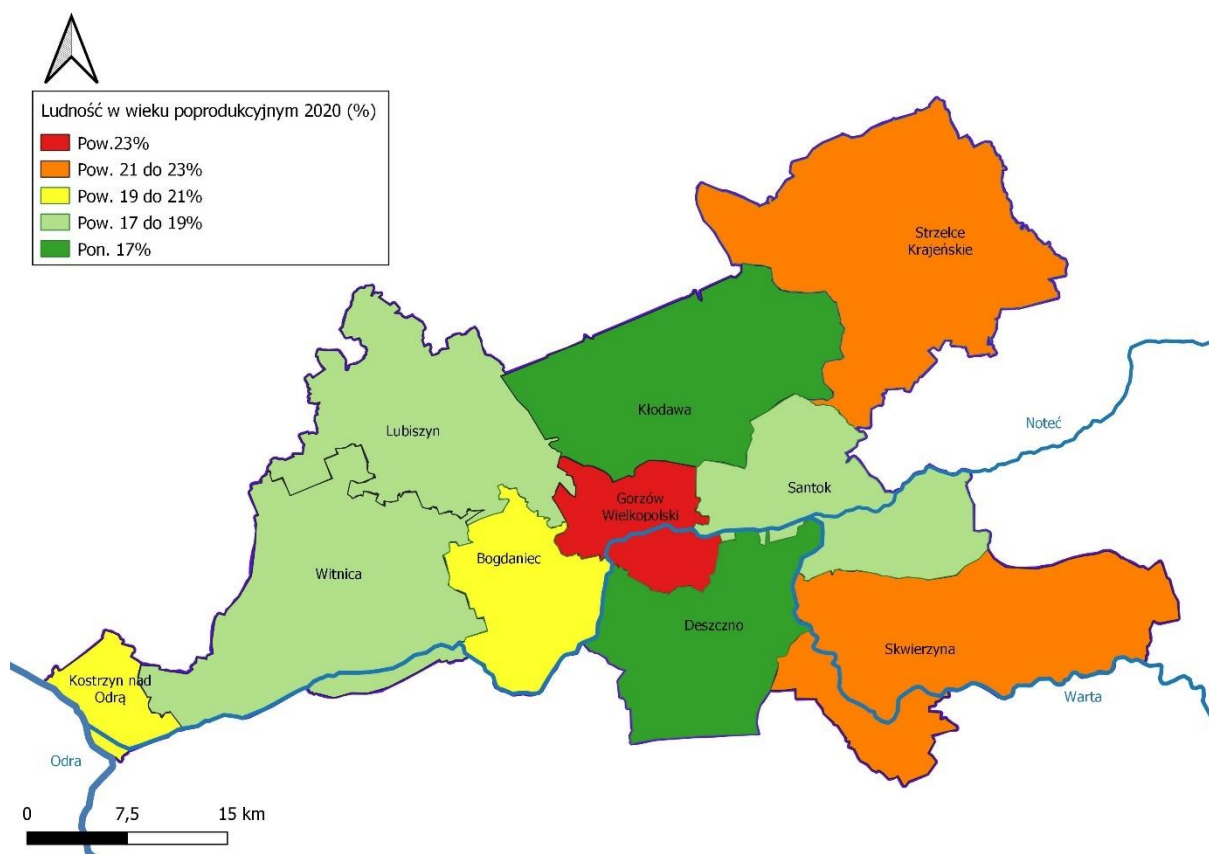 Ludność w wieku poprodukcyjnym 2020 (%)
Pow.23%
Pow. 21 do 23%
Pow. 19 do 21%
Pow. 17 do 19%
Pon. 17%
Strzelce
Krajeńskie
Kłodawa
Lubiszyn
Noteć
Santok
Gorzów
Wielkopolski
Bogdaniec
Witnica
Deszczno
Skwierzyna
Kostrzyn nad
Odrą
Warta
Odra
0 7,5 15 km